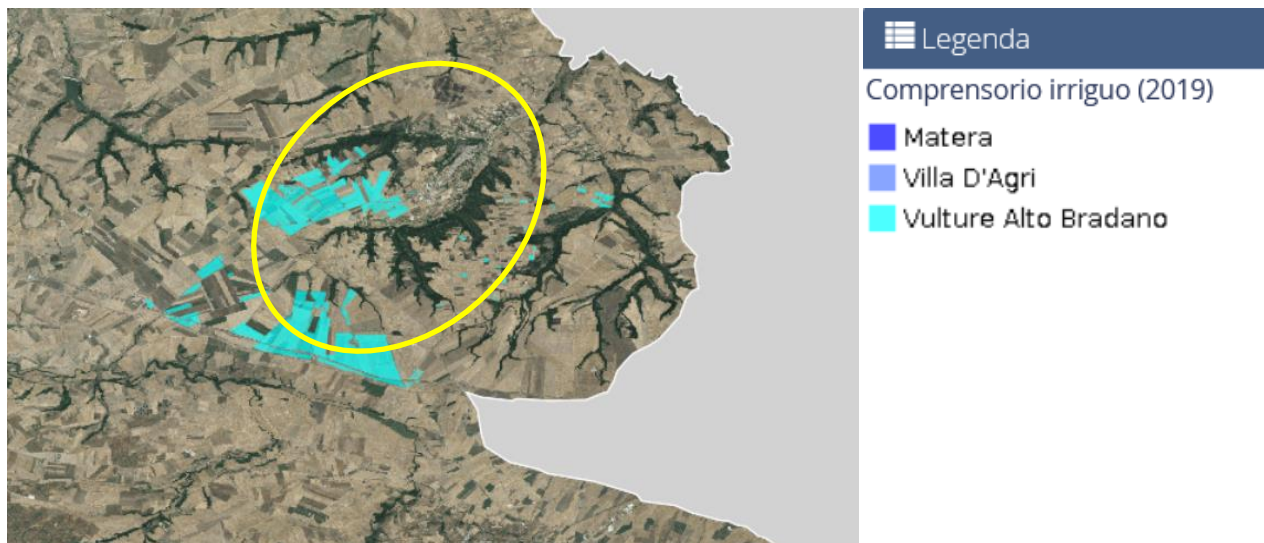 Legenda
Comprensorio irriguo (2019)
Matera
Villa D'Agri
Vulture Alto Bradano